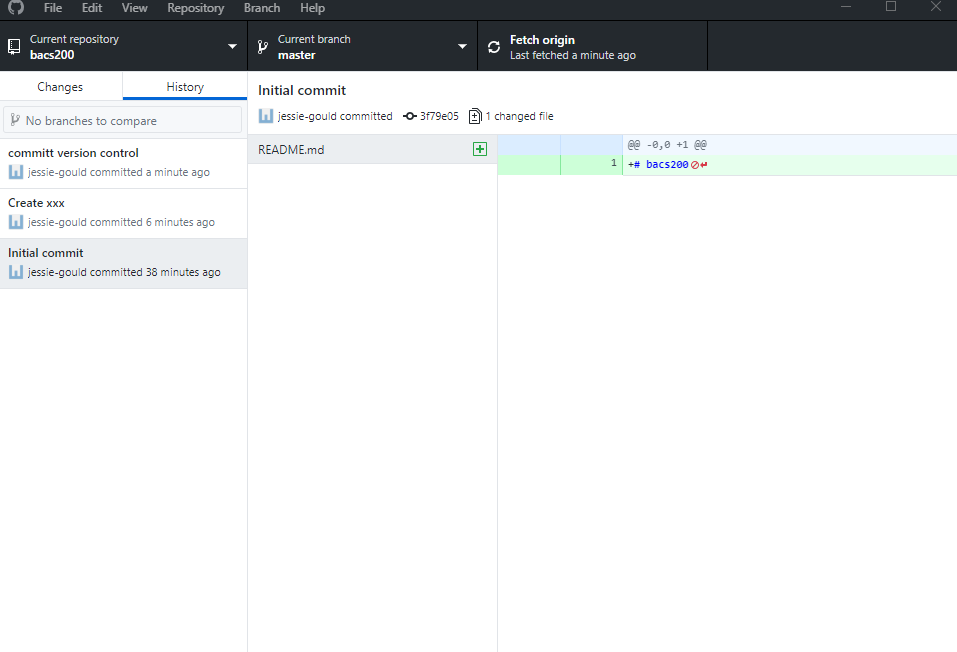 File Edit View Repository Branch Help
Current repository
bacs200
Current branch
master
Fetch origin
Last fetched a minute ago
Changes
History
No branches to compare
committ version control
jessie-gould committed a minute ago
Create xxx
jessie-gould committed 6 minutes ago
Initial commit
jessie-gould committed 38 minutes ago
Initial commit
jessie-gould committed 3f79e05 1 changed file
README.md
@@ -0,0 +1 @@
1 +# bacs200